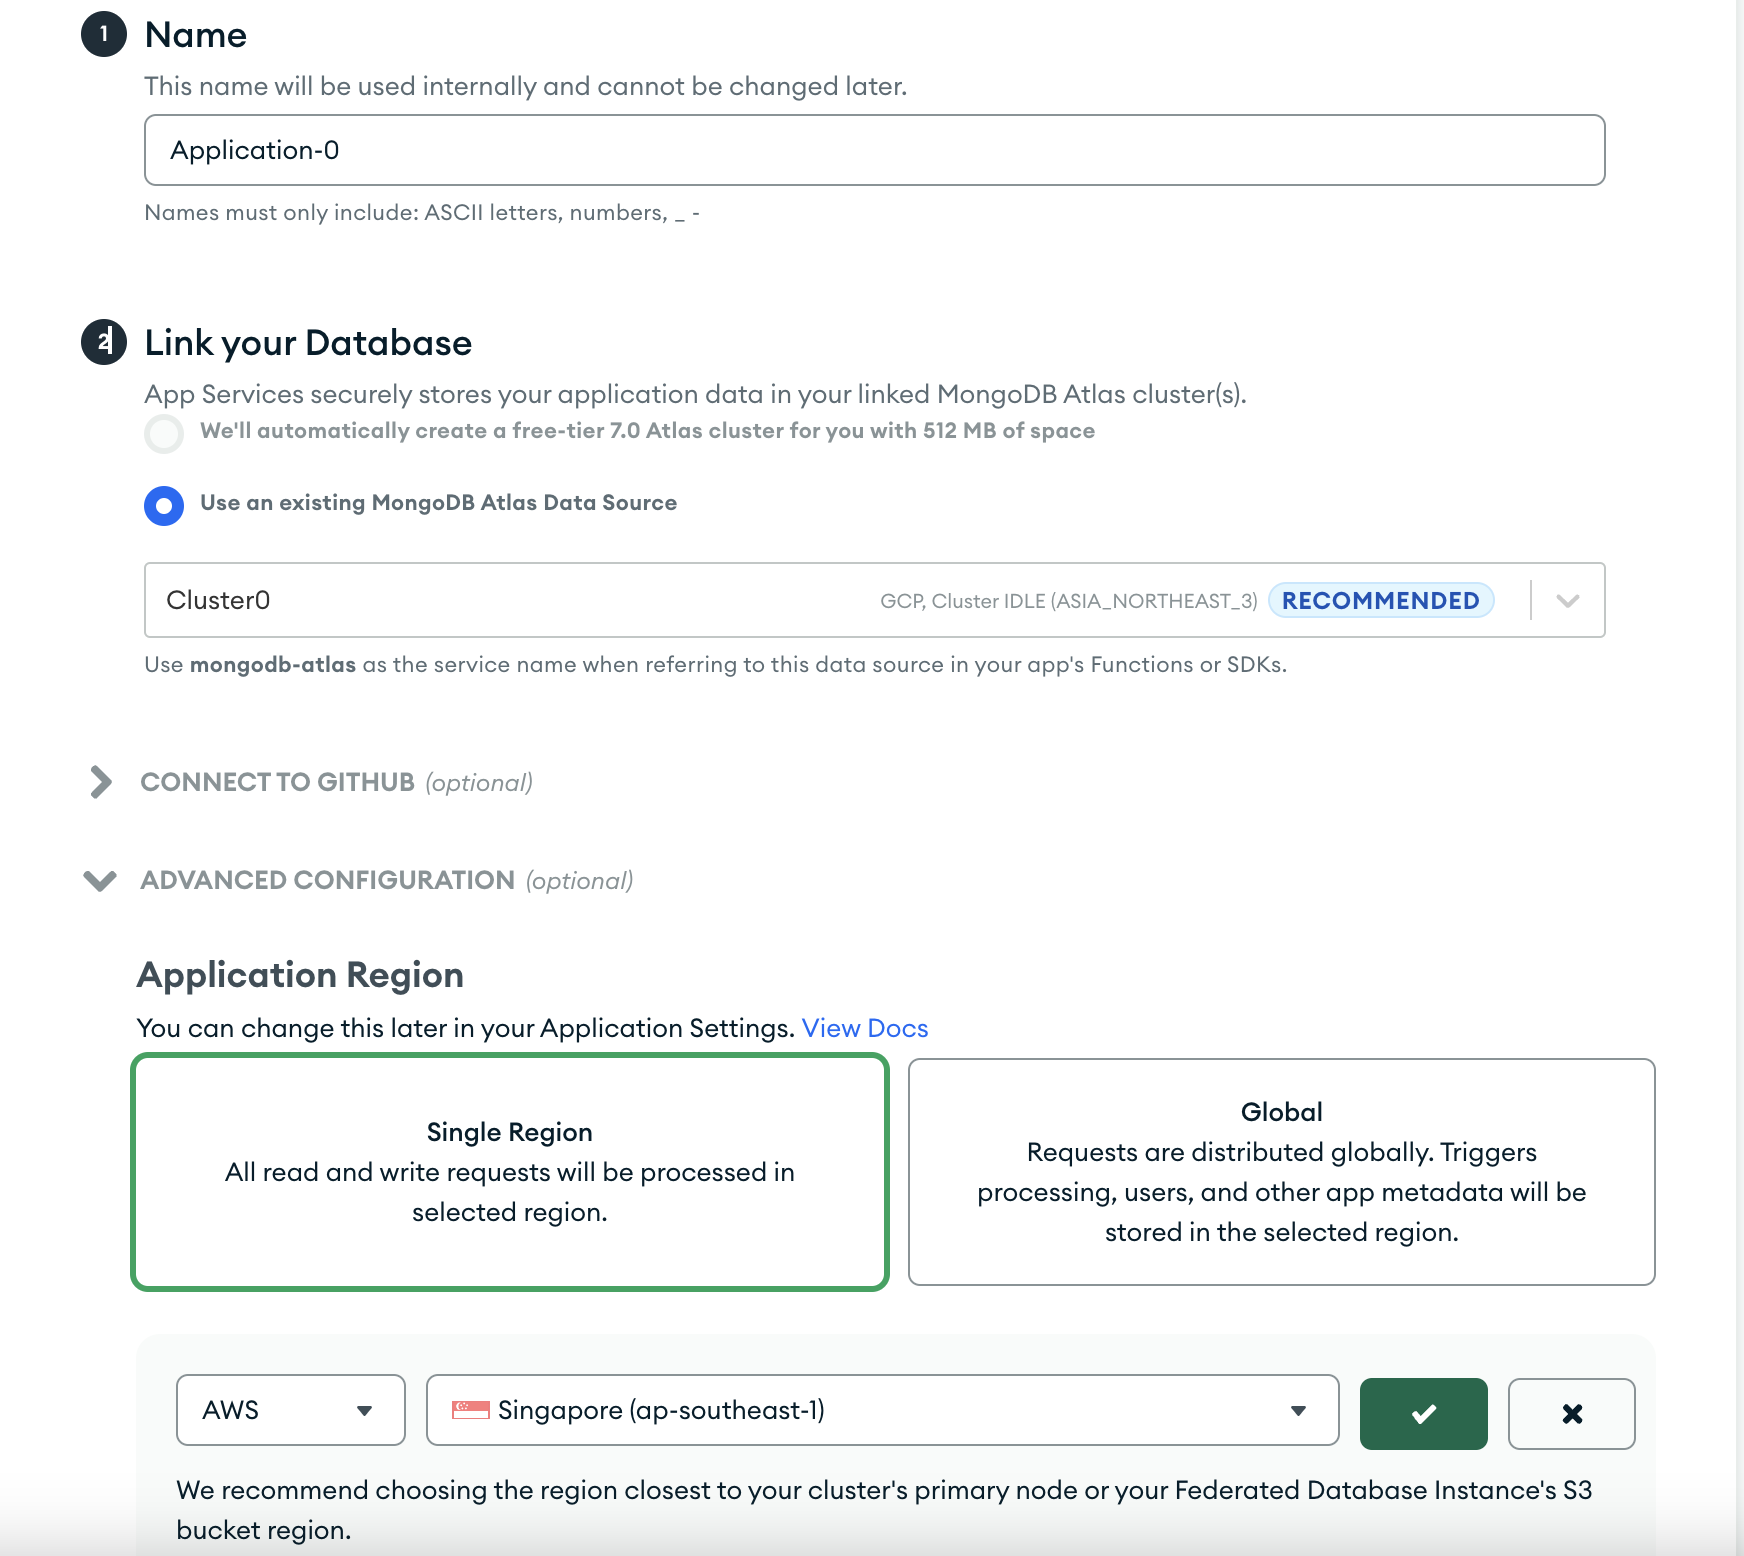 1 Name
This name will be used internally and cannot be changed later.
Application-0
Names must only include: ASCII letters, numbers, _ -
2 Link your Database
App Services securely stores your application data in your linked MongoDB Atlas cluster(s).
We'll automatically create a free-tier 7.0 Atlas cluster for you with 512 MB of space
Use an existing MongoDB Atlas Data Source
Cluster0 GCP, Cluster IDLE (ASIA_NORTHEAST_3) RECOMMENDED
Use mongodb-atlas as the service name when referring to this data source in your app's Functions or SDKs.
CONNECT TO GITHUB (optional)
ADVANCED CONFIGURATION (optional)
Application Region
You can change this later in your Application Settings. View Docs
Single Region
All read and write requests will be processed in
selected region.
Global
Requests are distributed globally. Triggers
processing, users, and other app metadata will be
stored in the selected region.
AWS Singapore (ap-southeast-1)
We recommend choosing the region closest to your cluster's primary node or your Federated Database Instance's S3
bucket region.